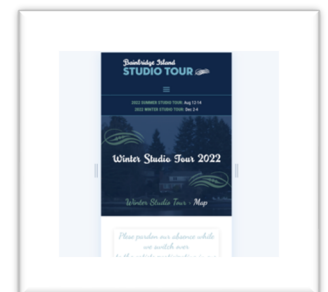 Bainbridge Island
STUDIO TOUR
2022 SUMMER STUDIO TOUR: Aug 12-14
2022 WINTER STUDIO TOUR: Dec 2-4
Winter Studio Tour 2022
Winter Studio Tour - Map
Please pardon our absence while
we switch over